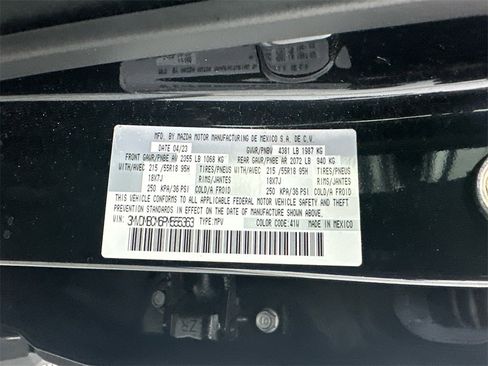 MFD. BY MAZDA MOTOR MANUFACTURING DE MEXICO S.A. DE C.V.
DATE 04/23 GVWR/PNBV 4381 LB 1987 KG
FRONT GAWR/PNBE AV 2355 LB 1068 KG REAR GAWR/PNBE AR 2072 LB 940 KG
WITH/AVEC 215/55R18 95H TIRES/PNEUS WITH/AVEC 215/55R18 95H TIRES/PNEUS
18X7J RIMS/JANTES 18X7J RIMS/JANTES
250 KPA/36 PSI COLD/A FROID 250 KPA/36 PSI COLD/A FROID
THIS VEHICLE CONFORMS TO ALL APPLICABLE FEDERAL MOTOR VEHICLE SAFETY AND THEFT
PREVENTION STANDARDS IN EFFECT ON THE DATE OF MANUFACTURE SHOWN ABOVE.
VIN: TYPE: MPV COLOR CODE: 41W MADE IN MEXICO